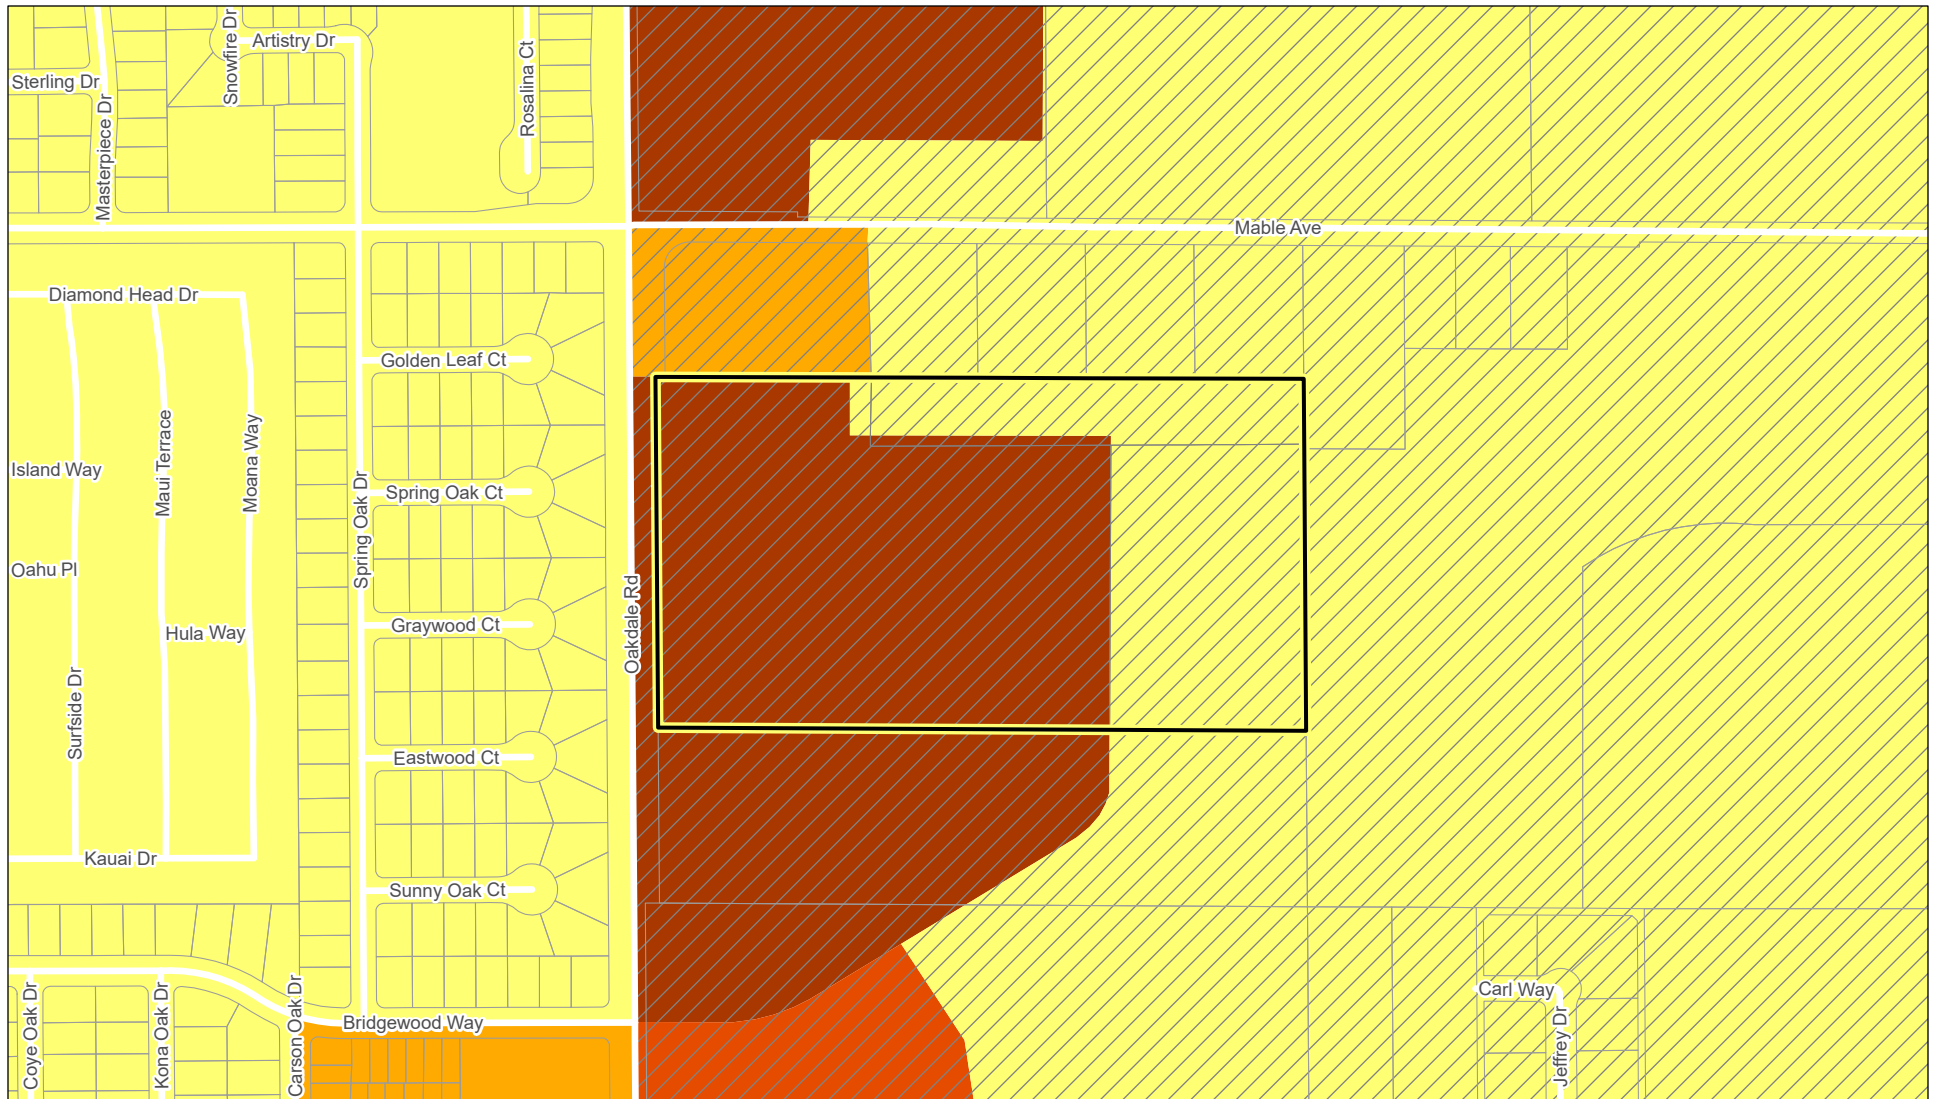 Snowfire Dr
Artistry Dr
Rosalina Ct
Sterling Dr
Masterpiece Dr
Mable Ave
Diamond Head Dr
Golden Leaf Ct
Maui Terrace
Moana Way
Island Way
Spring Oak Dr
Spring Oak Ct
Oahu Pl
Oakdale Rd
Graywood Ct
Hula Way
Surfside Dr
Eastwood Ct
Kauai Dr
Sunny Oak Ct
Coye Oak Dr
Kona Oak Dr
Carson Oak Dr
Bridgewood Way
Carl Way
Jeffrey Dr